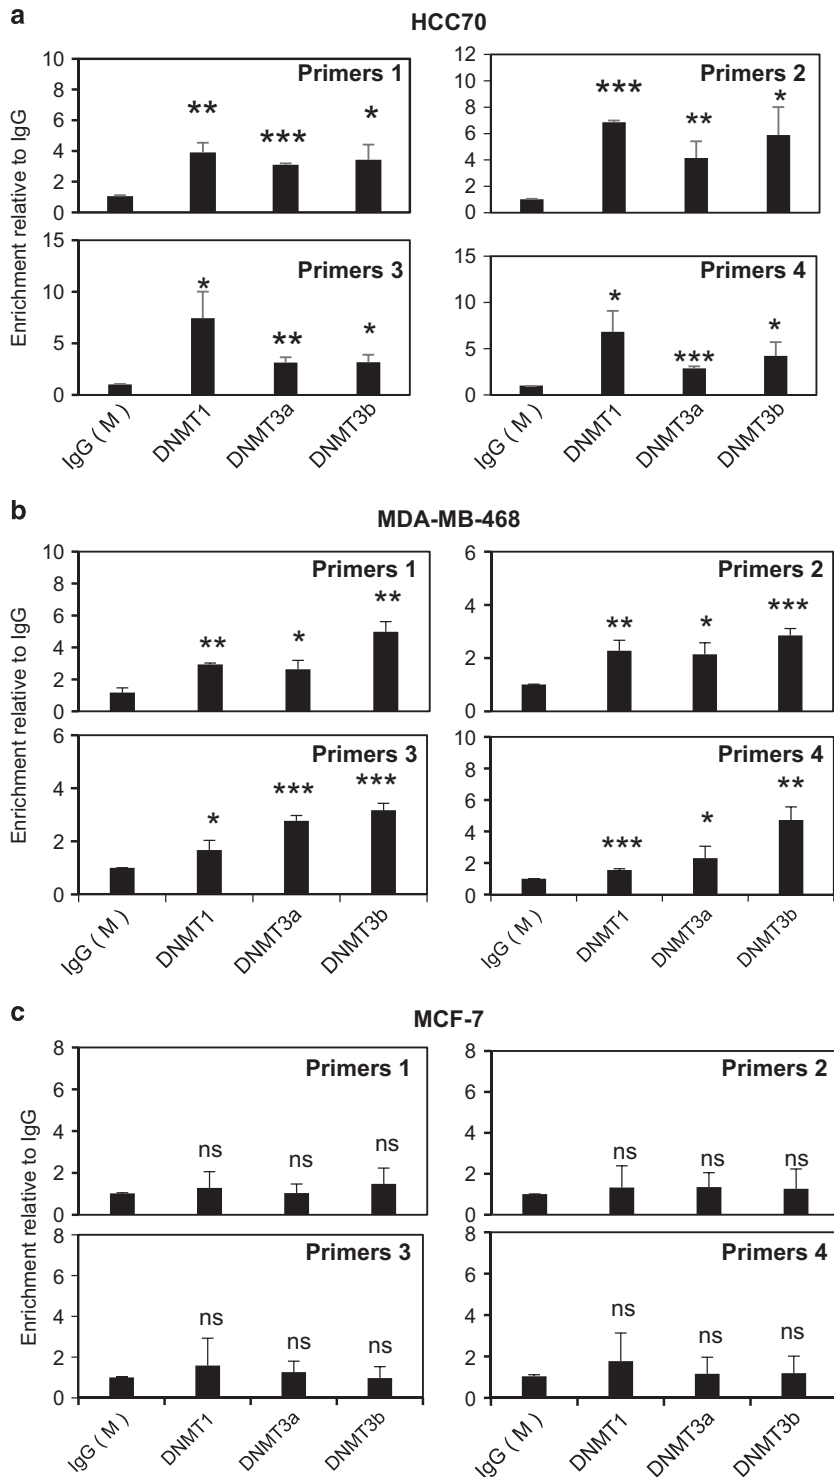 a
HCC70
Enrichment relative to IgG
Primers 1
10
8
6
4
2
0
** *** *
Primers 2
12
10
8
6
4
2
0
*** ** *
Primers 3
15
10
5
0
* ** *
IgG ( M ) DNMT1 DNMT3a DNMT3b
Primers 4
15
10
5
0
* *** *
IgG ( M ) DNMT1 DNMT3a DNMT3b
b
MDA-MB-468
Enrichment relative to IgG
Primers 1
10
8
6
4
2
0
** * **
Primers 2
6
4
2
0
** * ***
Primers 3
6
4
2
0
* *** ***
IgG ( M ) DNMT1 DNMT3a DNMT3b
Primers 4
10
8
6
4
2
0
*** * **
IgG ( M ) DNMT1 DNMT3a DNMT3b
c
MCF-7
Enrichment relative to IgG
Primers 1
8
6
4
2
0
ns ns ns
Primers 2
8
6
4
2
0
ns ns ns
Primers 3
8
6
4
2
0
ns ns ns
IgG ( M ) DNMT1 DNMT3a DNMT3b
Primers 4
8
6
4
2
0
ns ns ns
IgG ( M ) DNMT1 DNMT3a DNMT3b